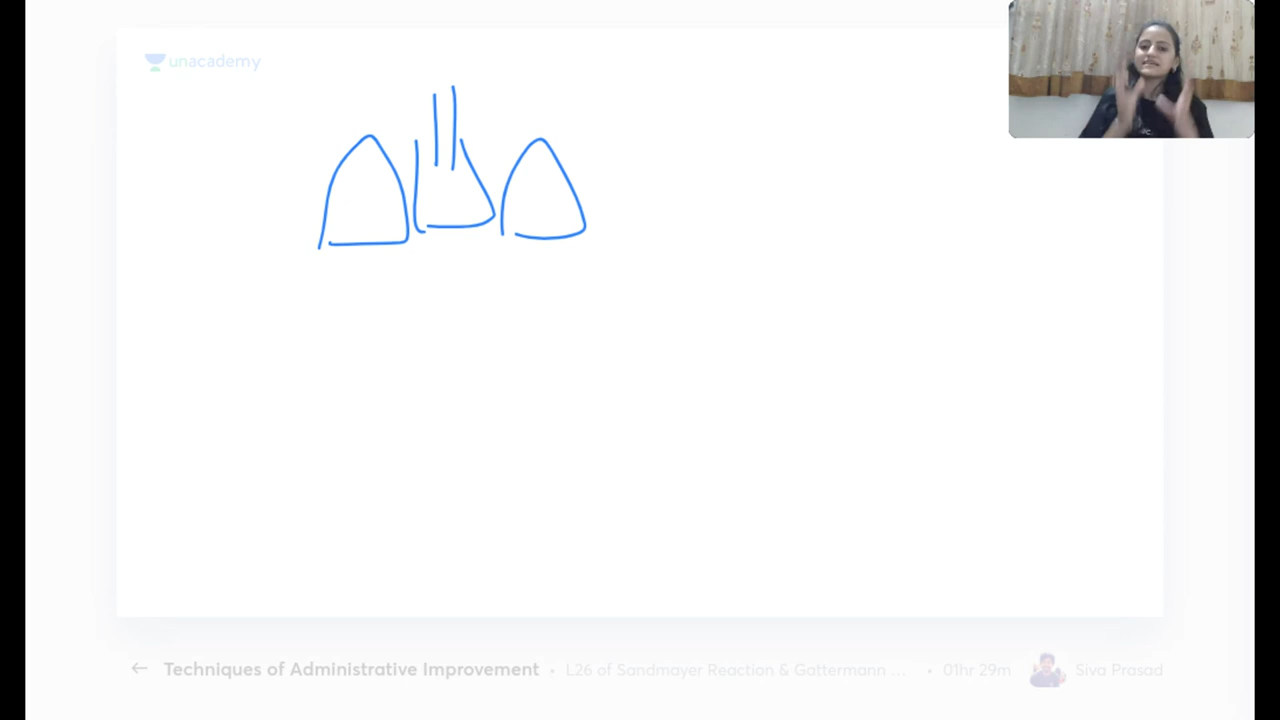 unacademy
← Techniques of Administrative Improvement • L26 of Sandmayer Reaction & Gattermann ... • 01hr 29m Siva Prasad